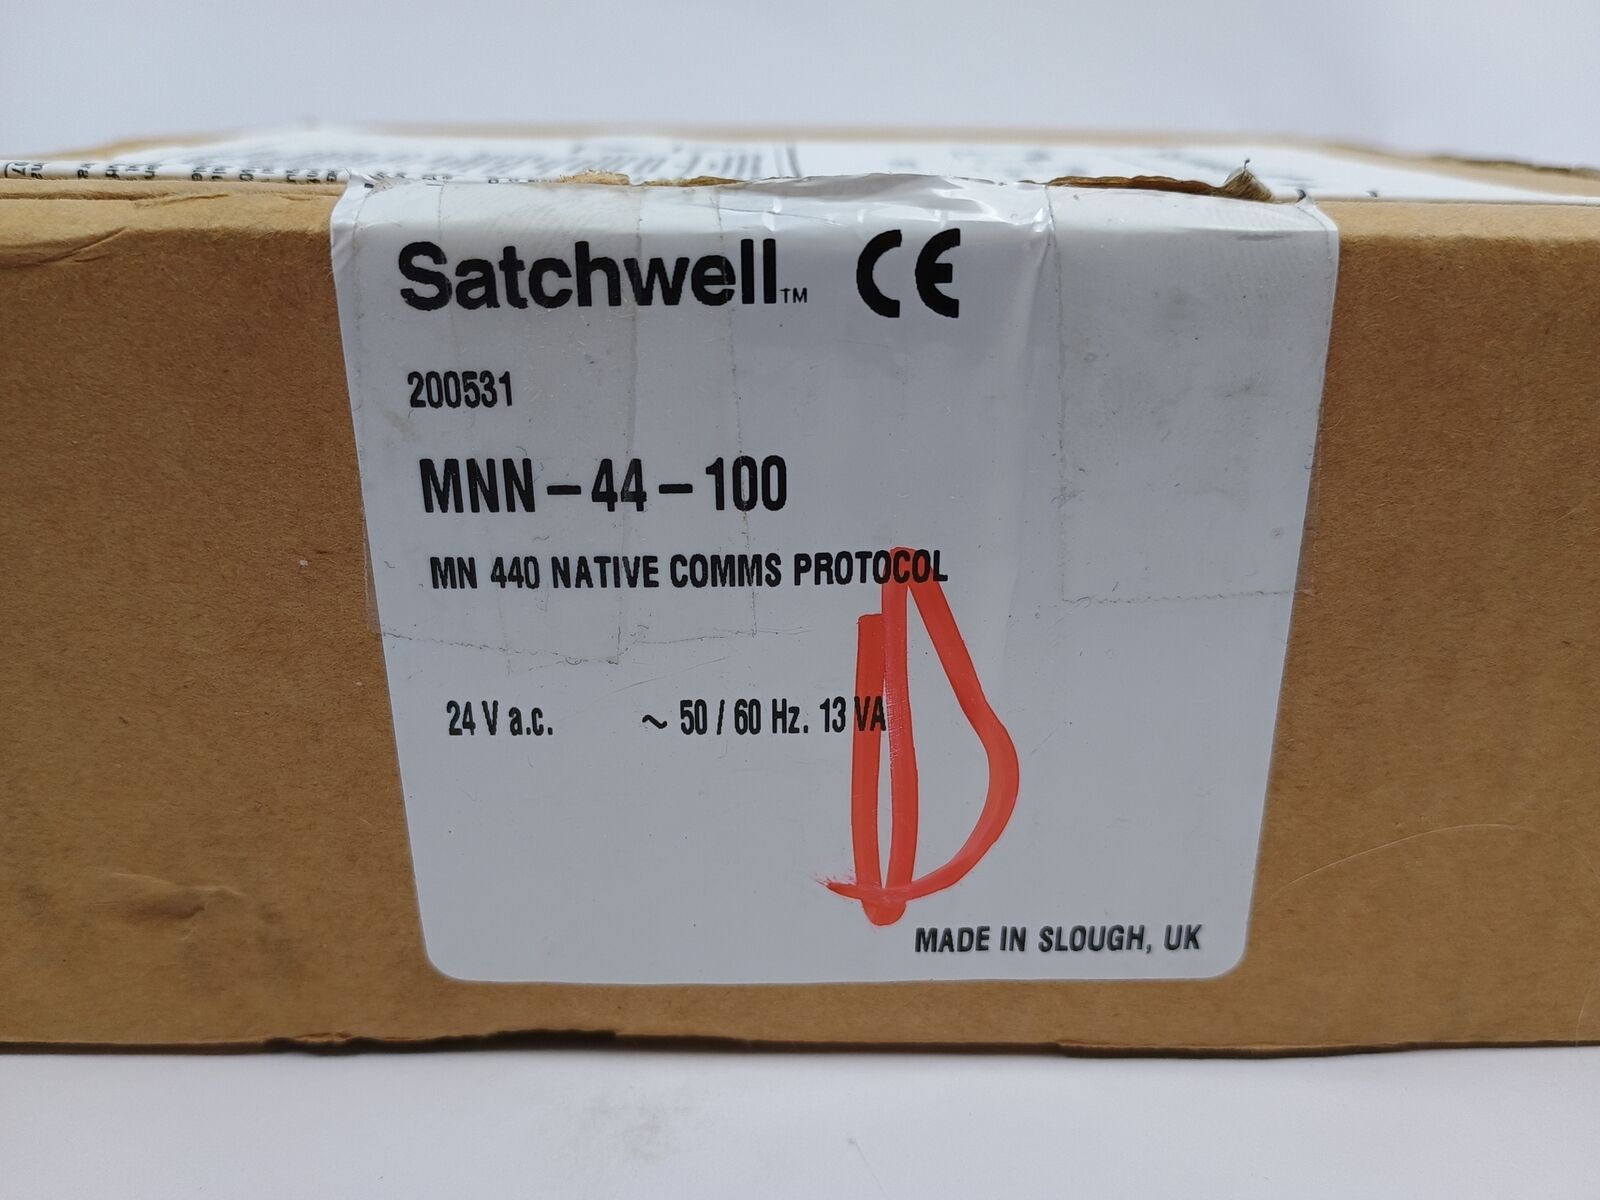 Satchwell™ CE
200531
MNN-44-100
MN 440 NATIVE COMMS PROTOCOL
24 V a.c. ~ 50 / 60 Hz. 13 VA
D
MADE IN SLOUGH, UK